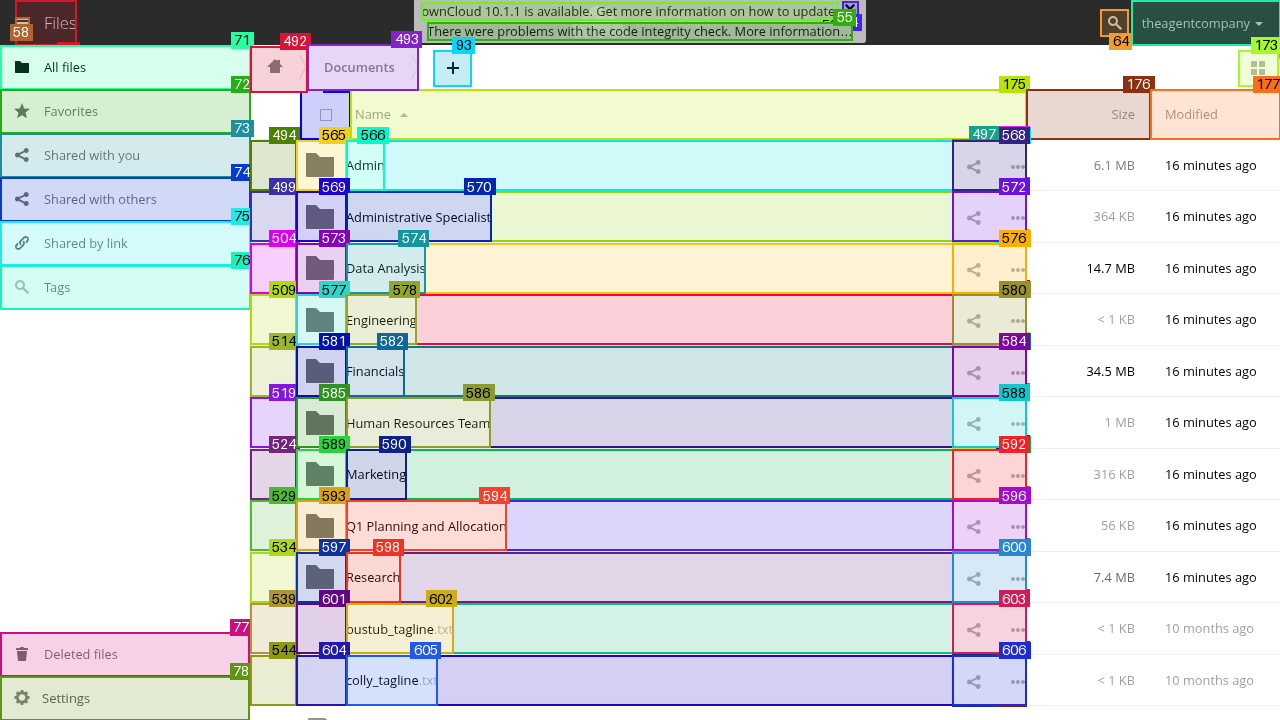 Files
ownCloud 10.1.1 is available. Get more information on how to update
There were problems with the code integrity check. More information…
theagentcompany
58
55
64
71
492
493
93
173
All files
Documents
+
72
175
176
177
Favorites
Name
Size
Modified
73
494
565
566
497
568
Shared with you
Admin
6.1 MB
16 minutes ago
74
499
569
570
572
Shared with others
Administrative Specialist
364 KB
16 minutes ago
75
504
573
574
576
Shared by link
Data Analysis
14.7 MB
16 minutes ago
76
509
577
578
580
Tags
Engineering
< 1 KB
16 minutes ago
514
581
582
584
Financials
34.5 MB
16 minutes ago
519
585
586
588
Human Resources Team
1 MB
16 minutes ago
524
589
590
592
Marketing
316 KB
16 minutes ago
529
593
594
596
Q1 Planning and Allocation
56 KB
16 minutes ago
534
597
598
600
Research
7.4 MB
16 minutes ago
539
601
602
603
bustub_tagline.txt
< 1 KB
10 months ago
77
Deleted files
544
604
605
606
colly_tagline.txt
< 1 KB
10 months ago
78
Settings